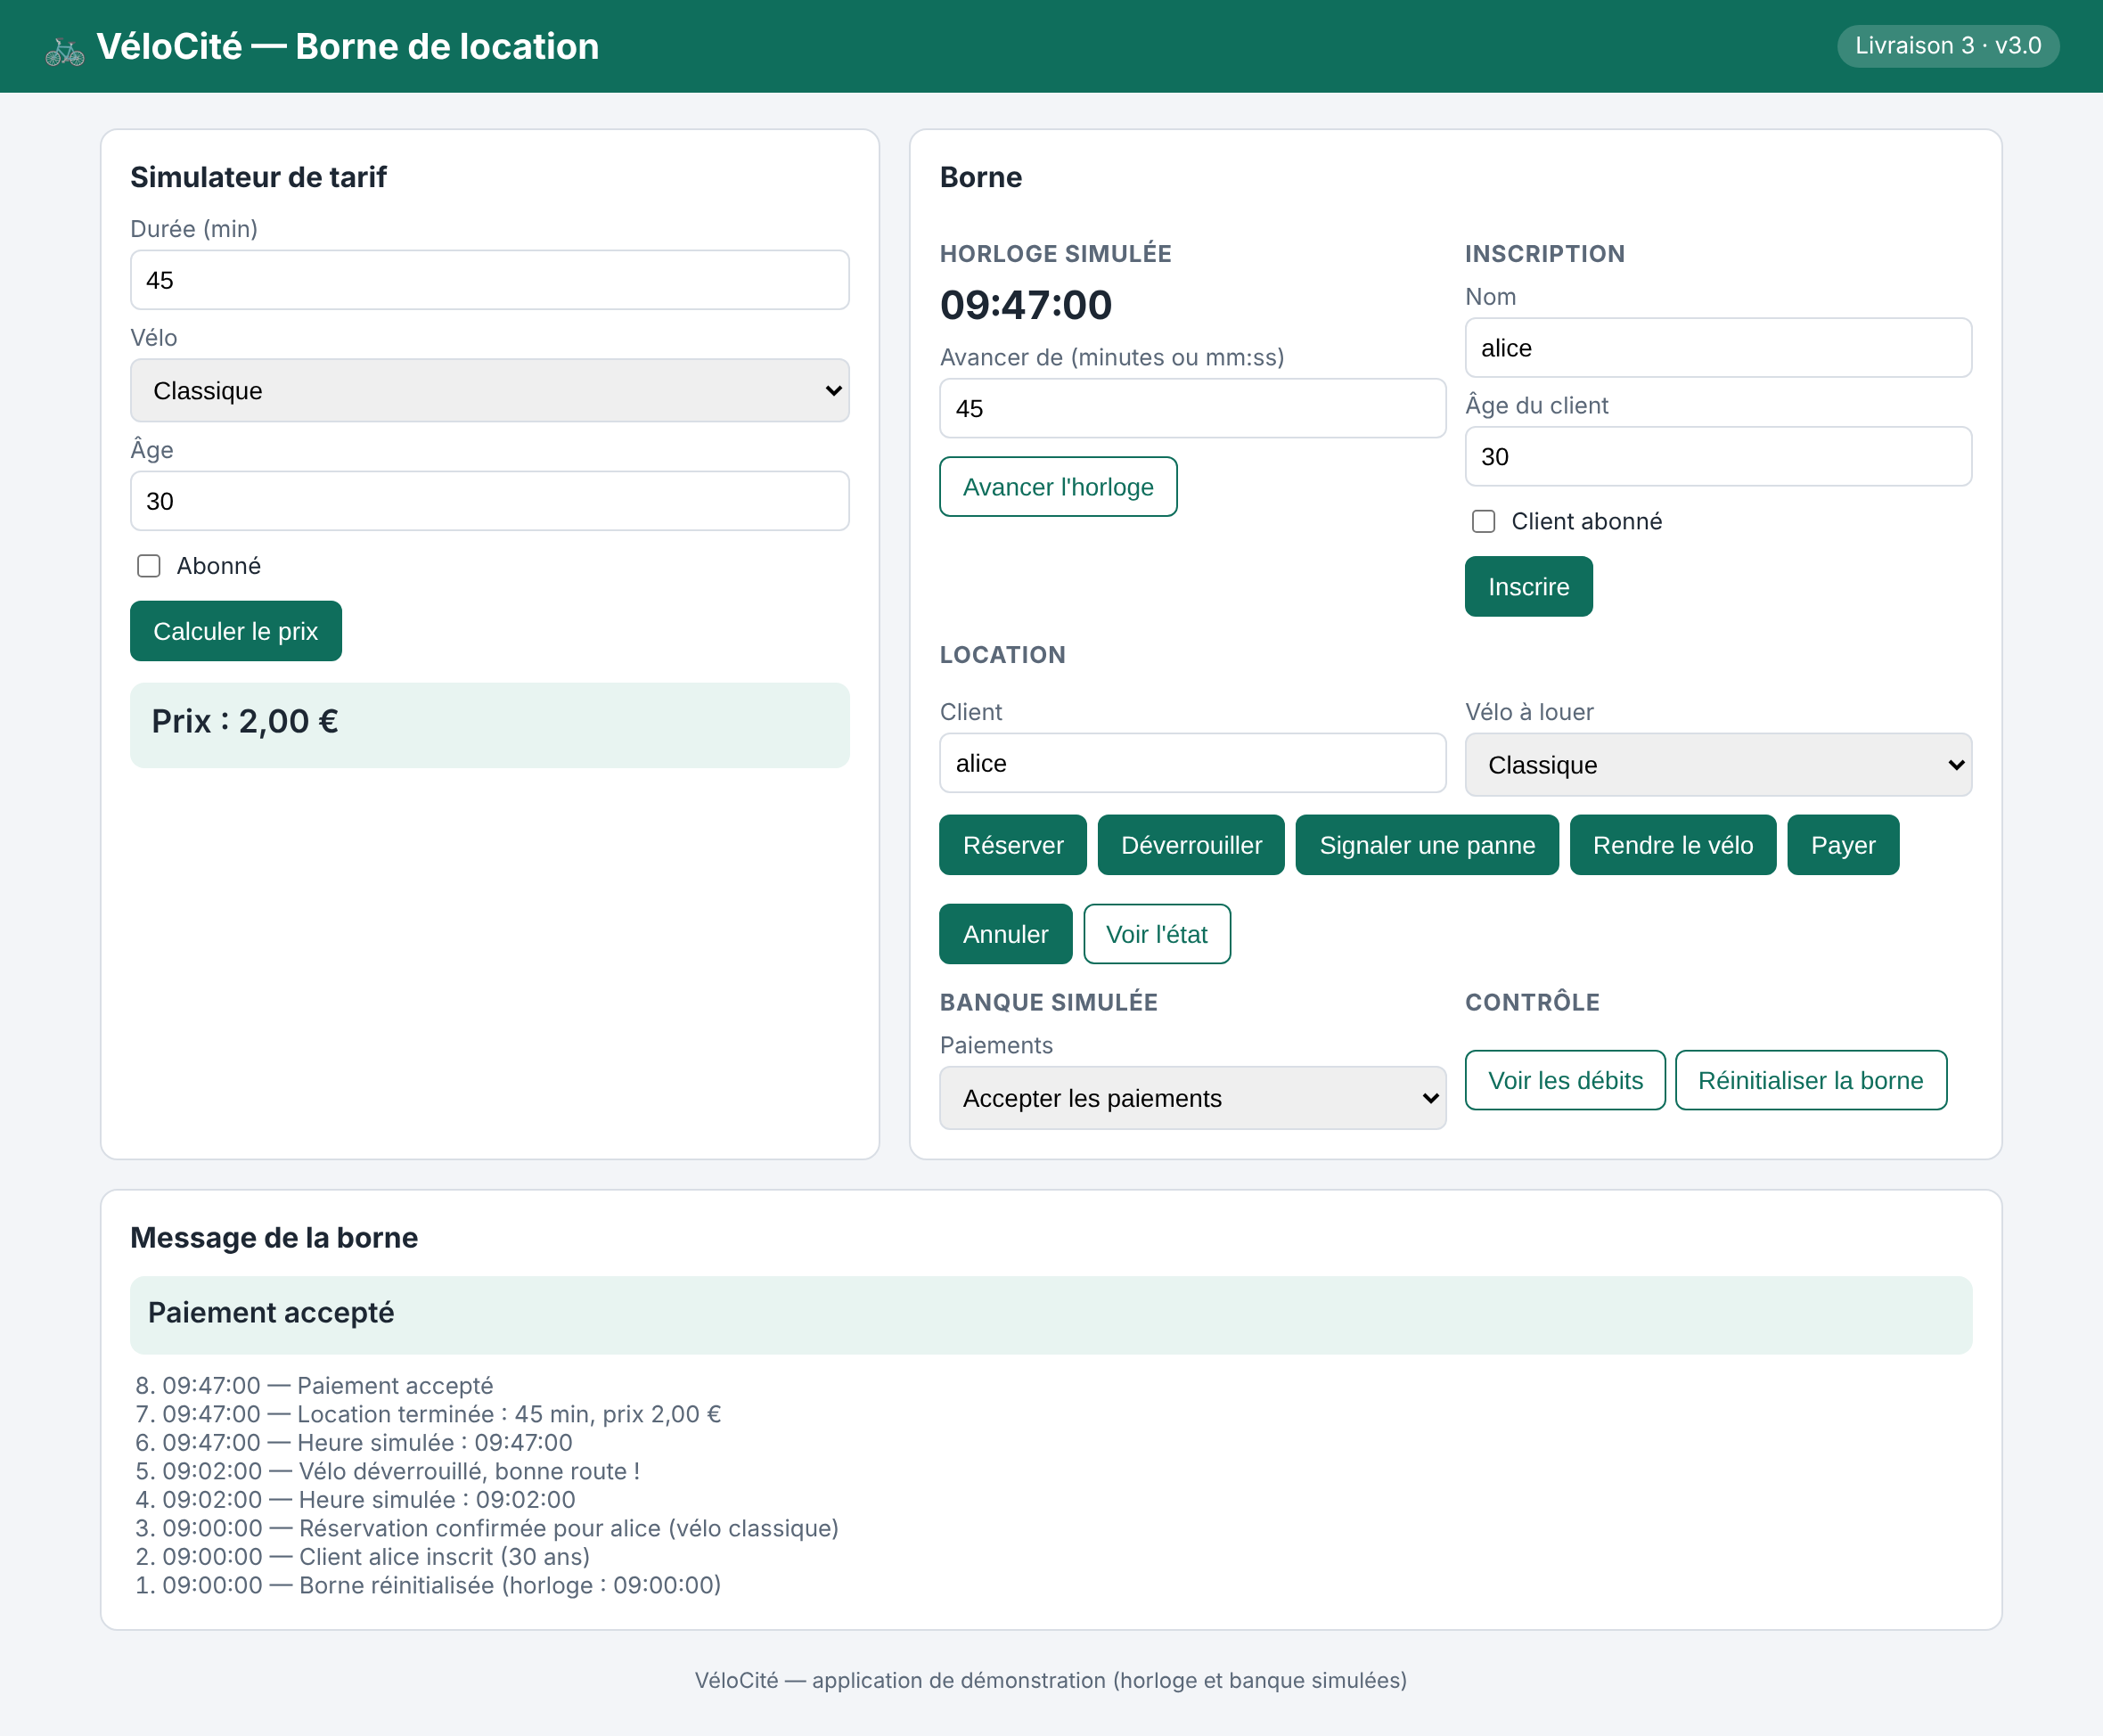 VéloCité — Borne de location
Livraison 3 · v3.0
Simulateur de tarif
Durée (min)
45
Vélo
Classique
Âge
30
Abonné
Calculer le prix
Prix : 2,00 €
Borne
HORLOGE SIMULÉE
09:47:00
Avancer de (minutes ou mm:ss)
45
Avancer l'horloge
INSCRIPTION
Nom
alice
Âge du client
30
Client abonné
Inscrire
LOCATION
Client
alice
Vélo à louer
Classique
Réserver
Déverrouiller
Signaler une panne
Rendre le vélo
Payer
Annuler
Voir l'état
BANQUE SIMULÉE
Paiements
Accepter les paiements
CONTRÔLE
Voir les débits
Réinitialiser la borne
Message de la borne
Paiement accepté
8. 09:47:00 — Paiement accepté
7. 09:47:00 — Location terminée : 45 min, prix 2,00 €
6. 09:47:00 — Heure simulée : 09:47:00
5. 09:02:00 — Vélo déverrouillé, bonne route !
4. 09:02:00 — Heure simulée : 09:02:00
3. 09:00:00 — Réservation confirmée pour alice (vélo classique)
2. 09:00:00 — Client alice inscrit (30 ans)
1. 09:00:00 — Borne réinitialisée (horloge : 09:00:00)
VéloCité — application de démonstration (horloge et banque simulées)